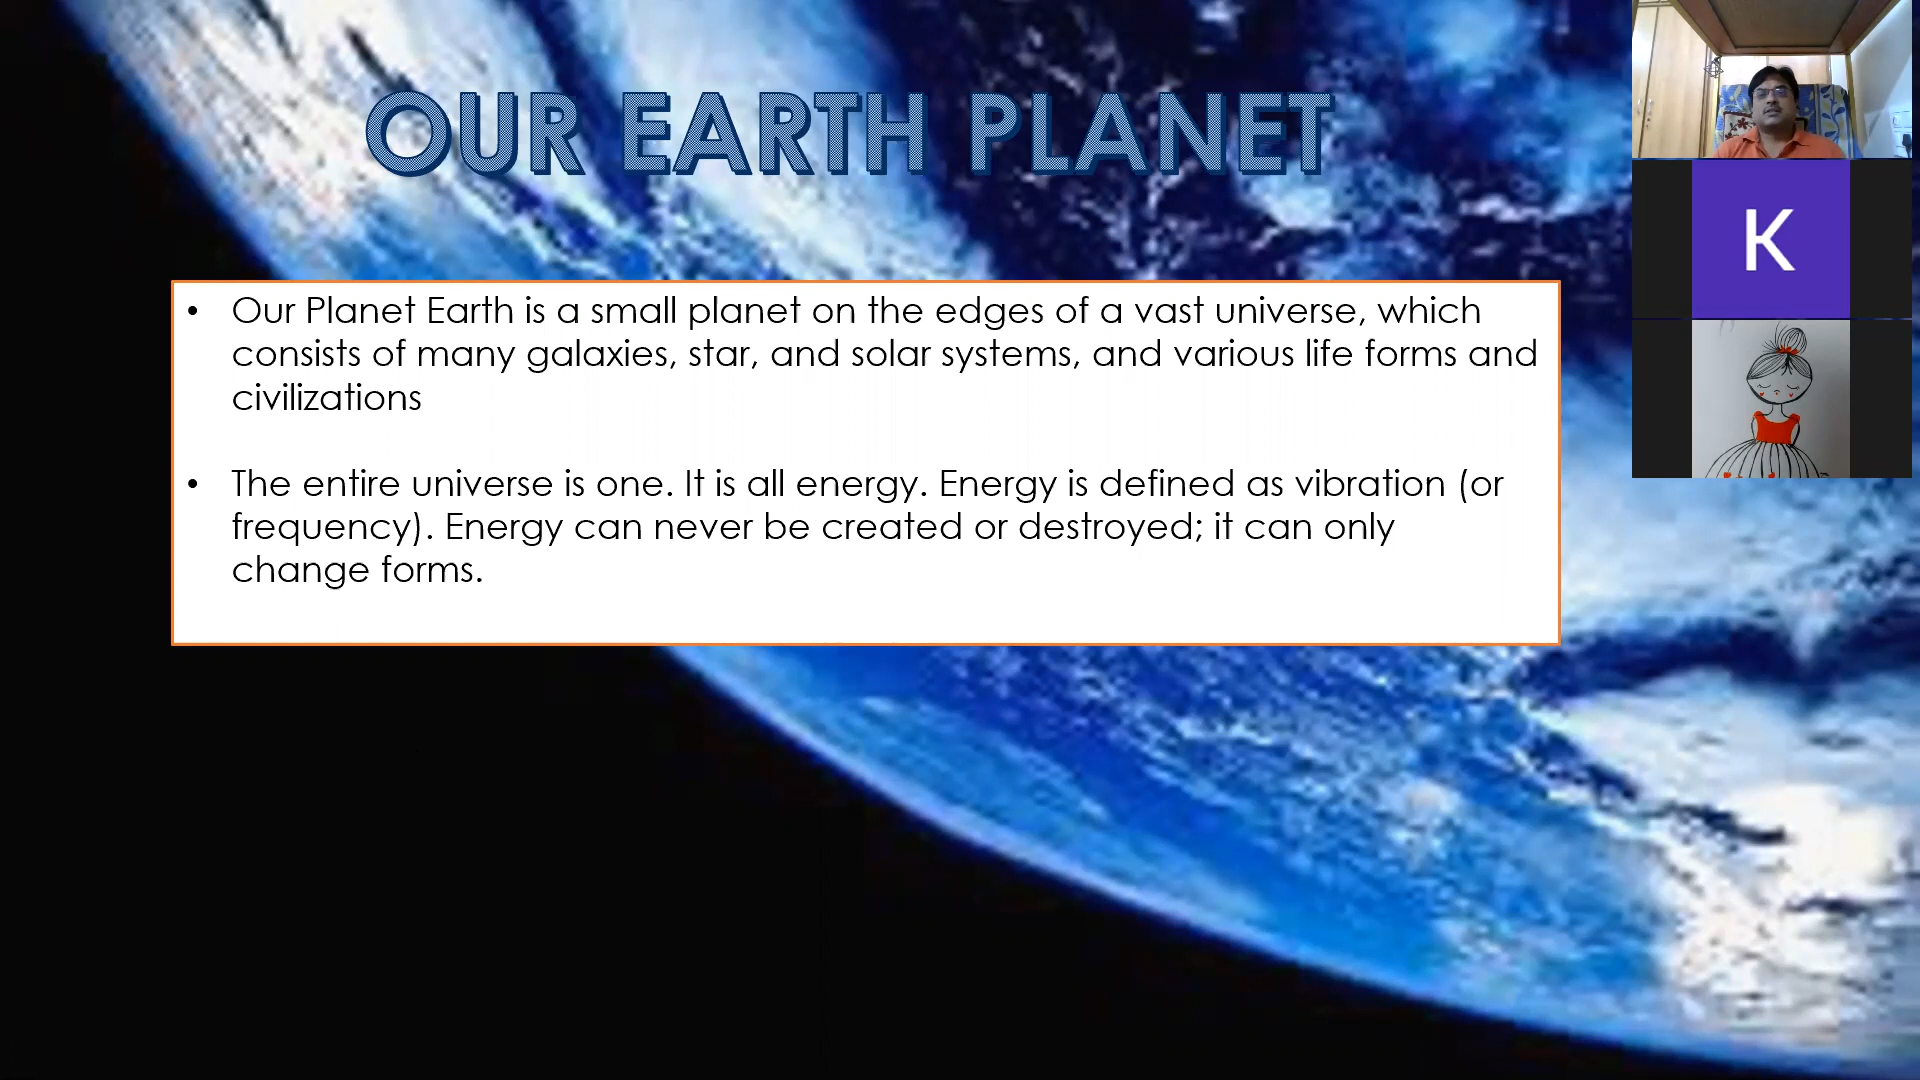 OUR EARTH PLANET
• Our Planet Earth is a small planet on the edges of a vast universe, which
consists of many galaxies, star, and solar systems, and various life forms and
civilizations
• The entire universe is one. It is all energy. Energy is defined as vibration (or
frequency). Energy can never be created or destroyed; it can only
change forms.
K